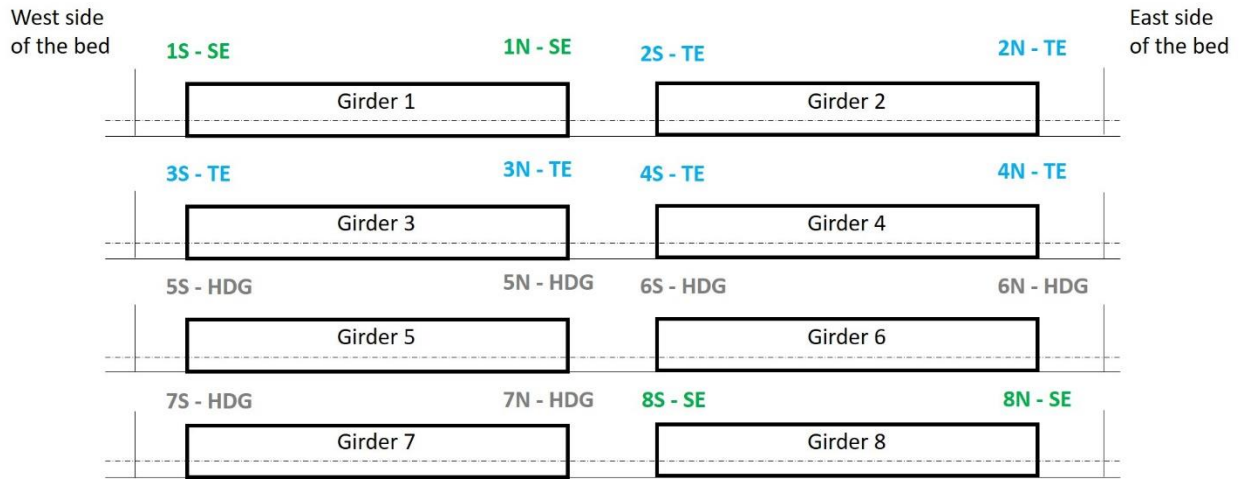 West side
of the bed
East side
of the bed
1S - SE
1N - SE
2S - TE
2N - TE
Girder 1
Girder 2
3S - TE
3N - TE
4S - TE
4N - TE
Girder 3
Girder 4
5S - HDG
5N - HDG
6S - HDG
6N - HDG
Girder 5
Girder 6
7S - HDG
7N - HDG
8S - SE
8N - SE
Girder 7
Girder 8